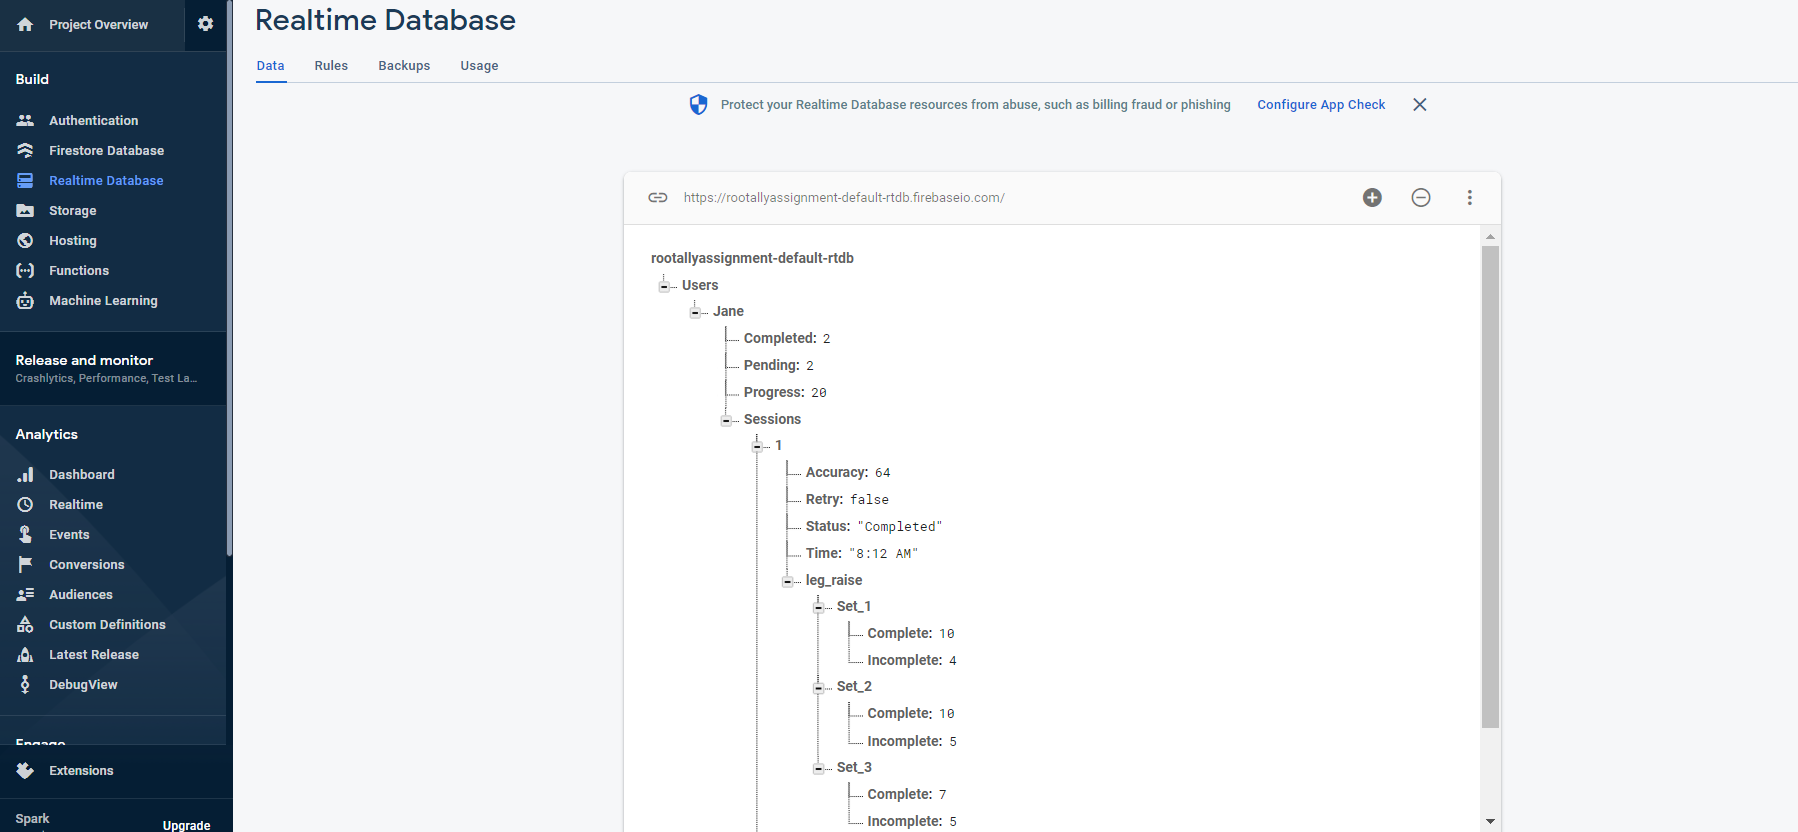 Project Overview
Build
Authentication
Firestore Database
Realtime Database
Storage
Hosting
Functions
Machine Learning
Release and monitor
Crashlytics, Performance, Test La...
Analytics
Dashboard
Realtime
Events
Conversions
Audiences
Custom Definitions
Latest Release
DebugView
Engage
Extensions
Spark
Upgrade
Realtime Database
Data Rules Backups Usage
Protect your Realtime Database resources from abuse, such as billing fraud or phishing Configure App Check
https://rootallyassignment-default-rtdb.firebaseio.com/
rootallyassignment-default-rtdb
Users
Jane
Completed: 2
Pending: 2
Progress: 20
Sessions
1
Accuracy: 64
Retry: false
Status: "Completed"
Time: "8:12 AM"
leg_raise
Set_1
Complete: 10
Incomplete: 4
Set_2
Complete: 10
Incomplete: 5
Set_3
Complete: 7
Incomplete: 5